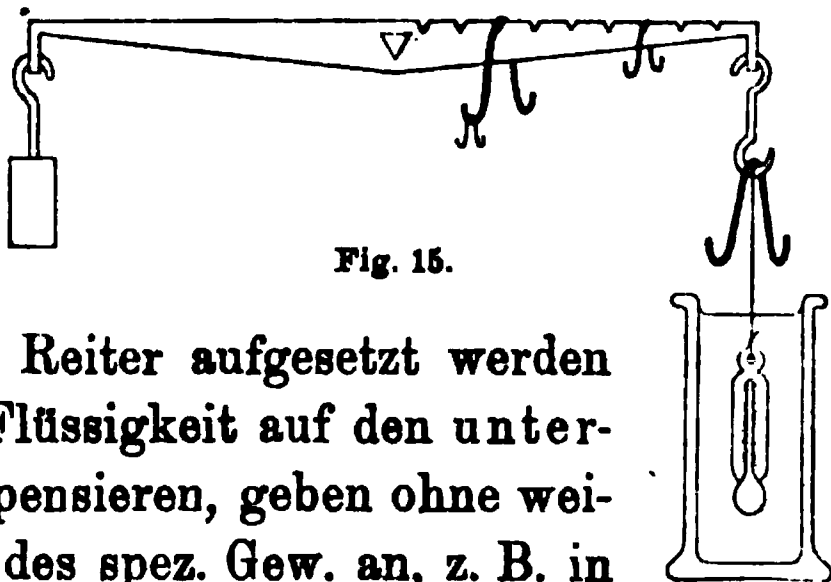 Fig. 15.
Reiter aufgesetzt werden
Flüssigkeit auf den unter-
pensieren, geben ohne wei-
des spez. Gew. an, z. B. in